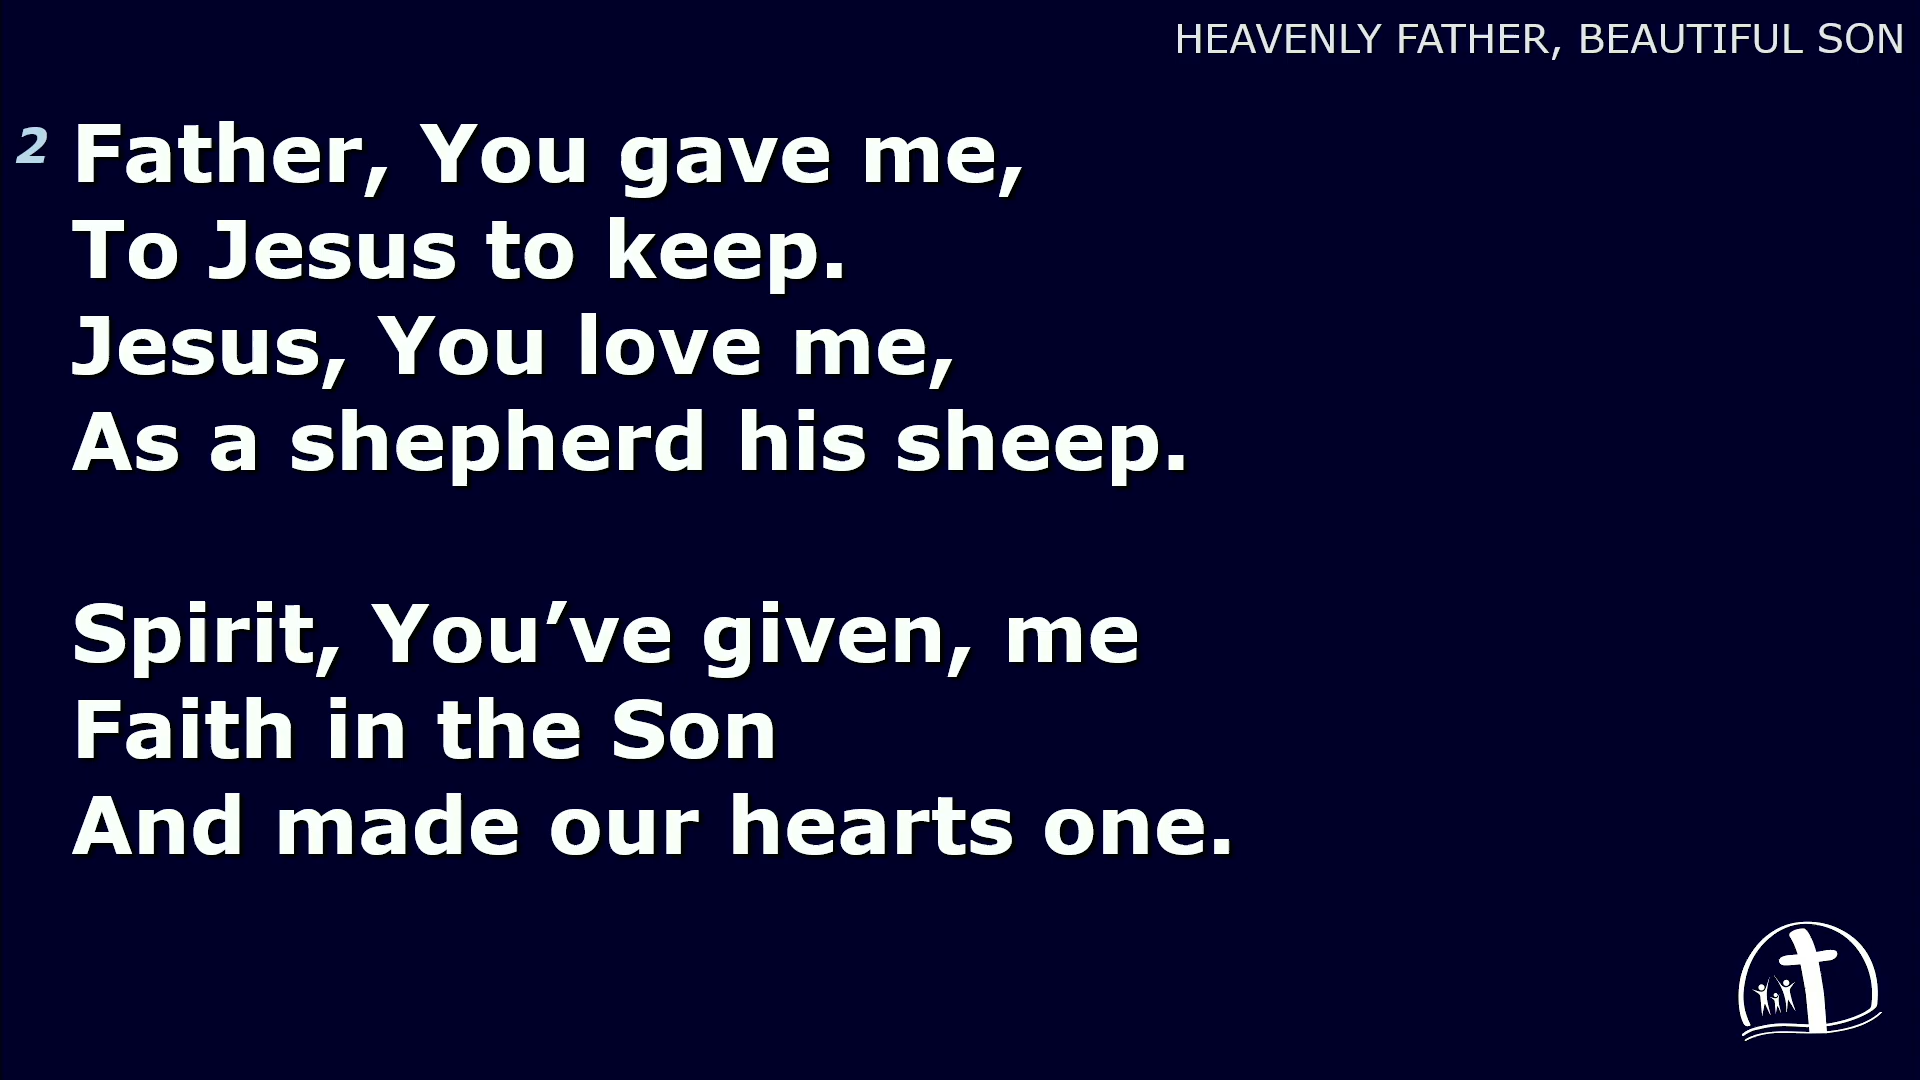 HEAVENLY FATHER, BEAUTIFUL SON
2 Father, You gave me,
To Jesus to keep.
Jesus, You love me,
As a shepherd his sheep.
Spirit, You’ve given, me
Faith in the Son
And made our hearts one.